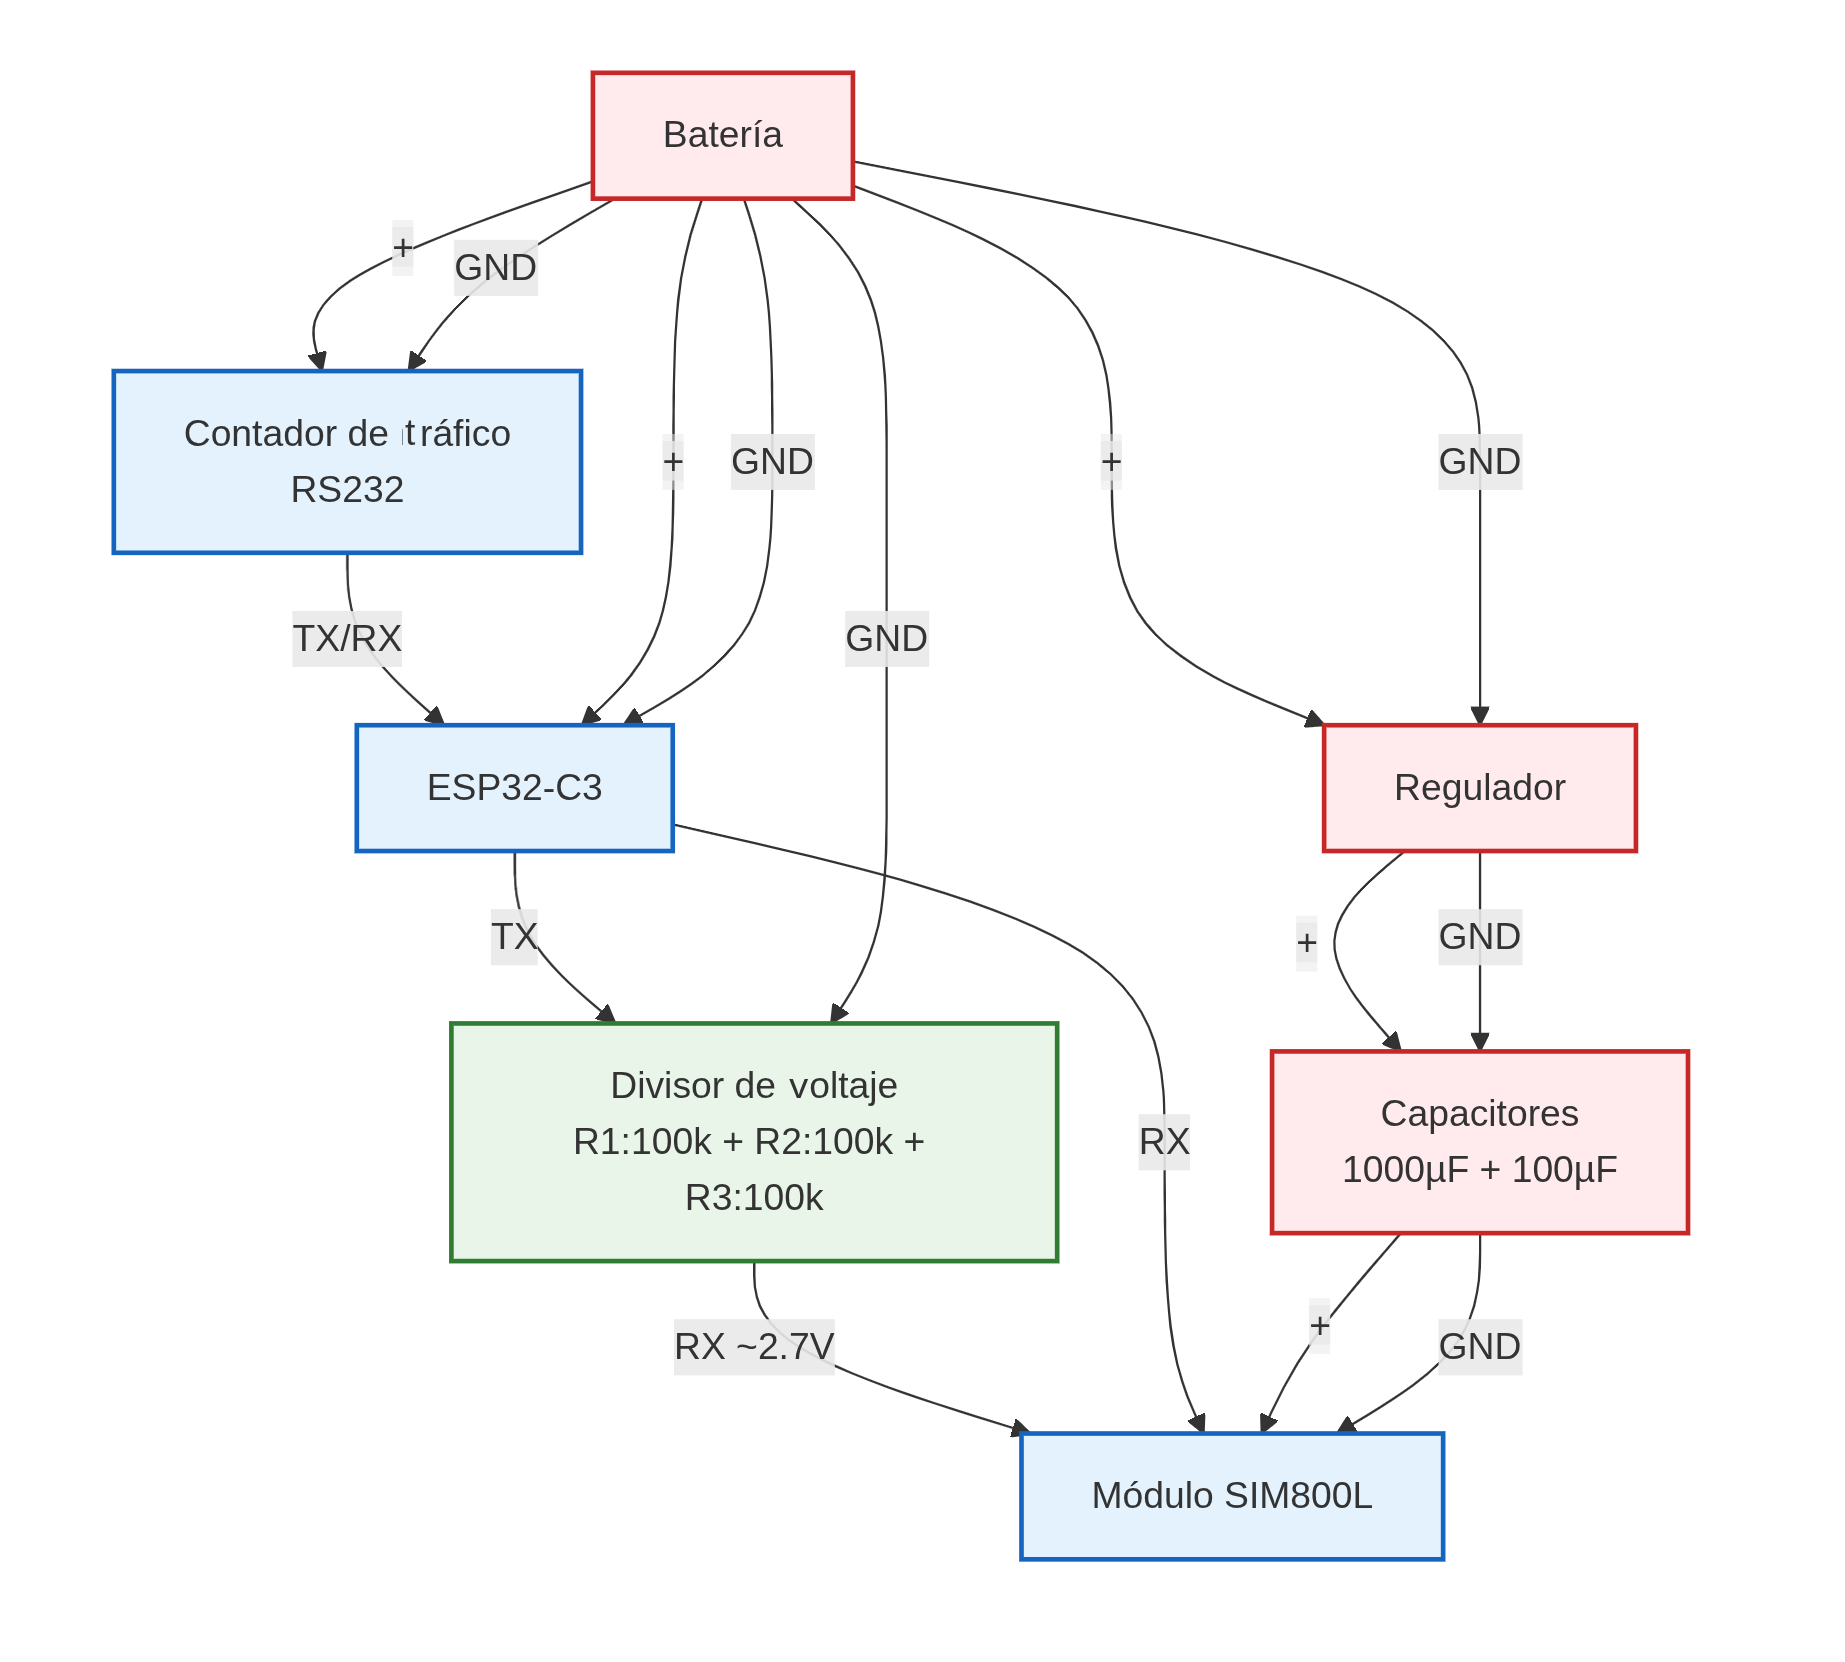 Batería
+
GND
Contador de tráfico
RS232
+
GND
+
GND
TX/RX
GND
ESP32-C3
Regulador
TX
+
GND
Divisor de voltaje
R1:100k + R2:100k +
R3:100k
RX
Capacitores
1000µF + 100µF
RX ~2.7V
+
GND
Módulo SIM800L